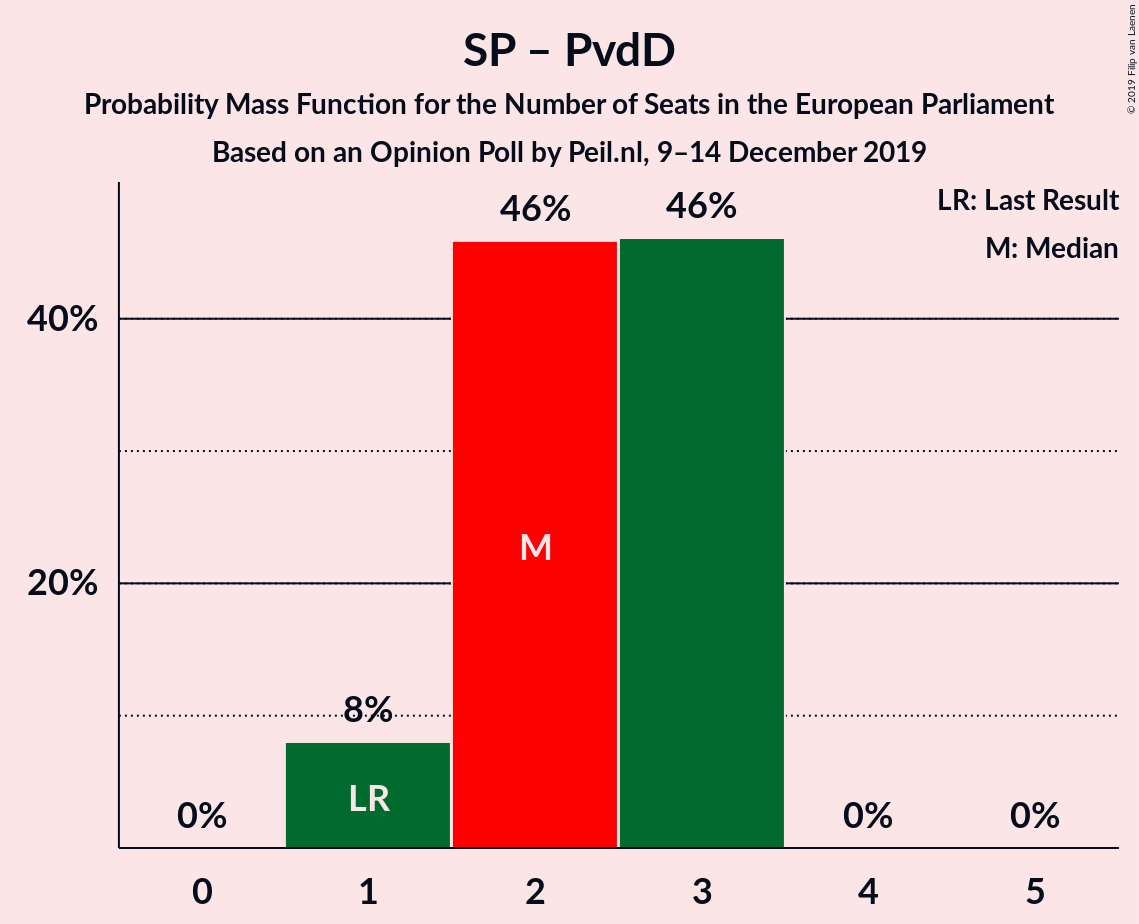 SP – PvdD
Probability Mass Function for the Number of Seats in the European Parliament
Based on an Opinion Poll by Peil.nl, 9–14 December 2019
© 2019 Filip van Laenen
LR: Last Result
M: Median
46%
46%
40%
M
20%
8%
LR
0%
0%
0%
0
1
2
3
4
5